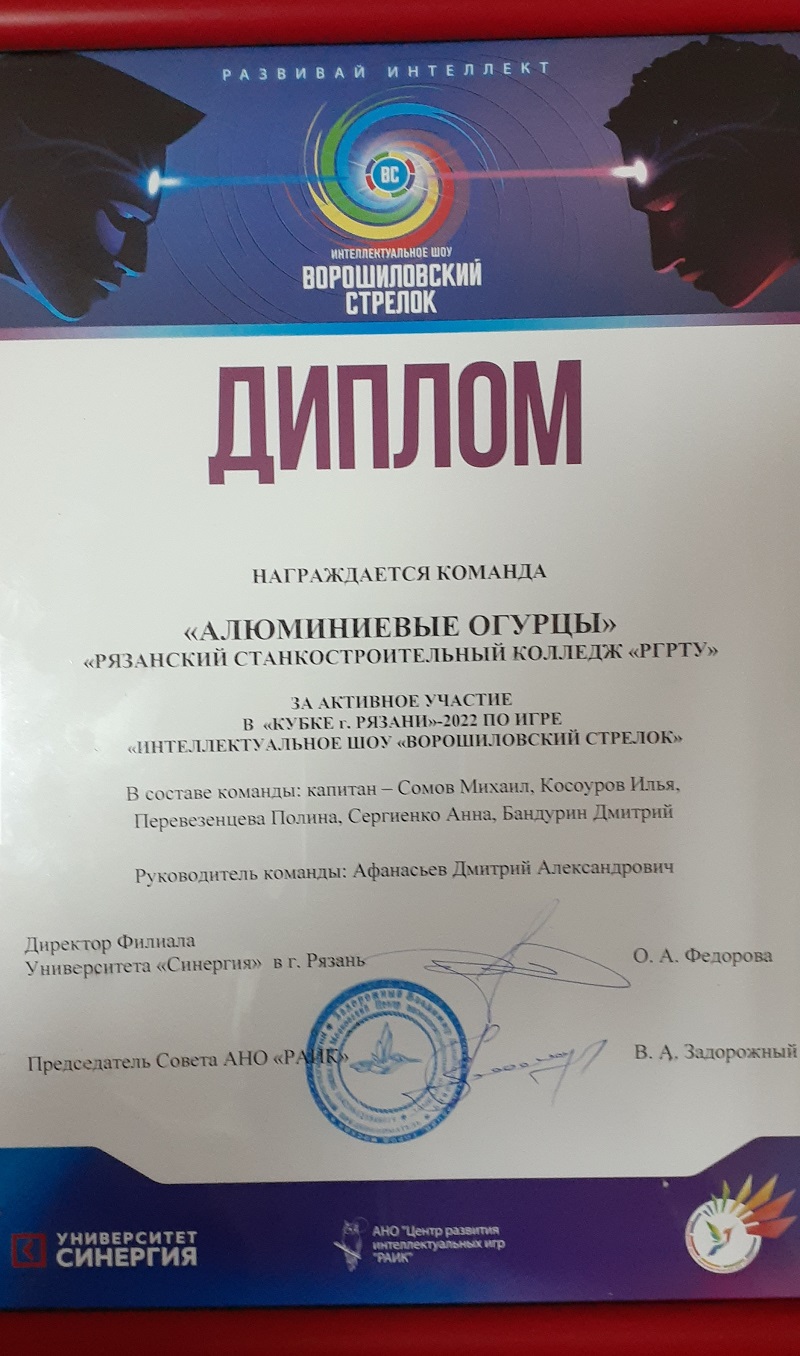 РАЗВИВАЙ ИНТЕЛЛЕКТ
ВС
ИНТЕЛЛЕКТУАЛЬНОЕ ШОУ
ВОРОШИЛОВСКИЙ
СТРЕЛОК
ДИПЛОМ
НАГРАЖДАЕТСЯ КОМАНДА
«АЛЮМИНИЕВЫЕ ОГУРЦЫ»
«РЯЗАНСКИЙ СТАНКОСТРОИТЕЛЬНЫЙ КОЛЛЕДЖ «РГРТУ»
ЗА АКТИВНОЕ УЧАСТИЕ
В «КУБКЕ г. РЯЗАНИ»-2022 ПО ИГРЕ
«ИНТЕЛЛЕКТУАЛЬНОЕ ШОУ «ВОРОШИЛОВСКИЙ СТРЕЛОК»
В составе команды: капитан – Сомов Михаил, Косоуров Илья,
Перевезенцева Полина, Сергиенко Анна, Бандурин Дмитрий
Руководитель команды: Афанасьев Дмитрий Александрович
Директор Филиала
Университета «Синергия» в г. Рязань
О. А. Федорова
Задорожный Владимир
Председатель Совета АНО «РАИК»
В. А. Задорожный
УНИВЕРСИТЕТ
СИНЕРГИЯ
АНО "Центр развития
интеллектуальных игр
"РАИК"